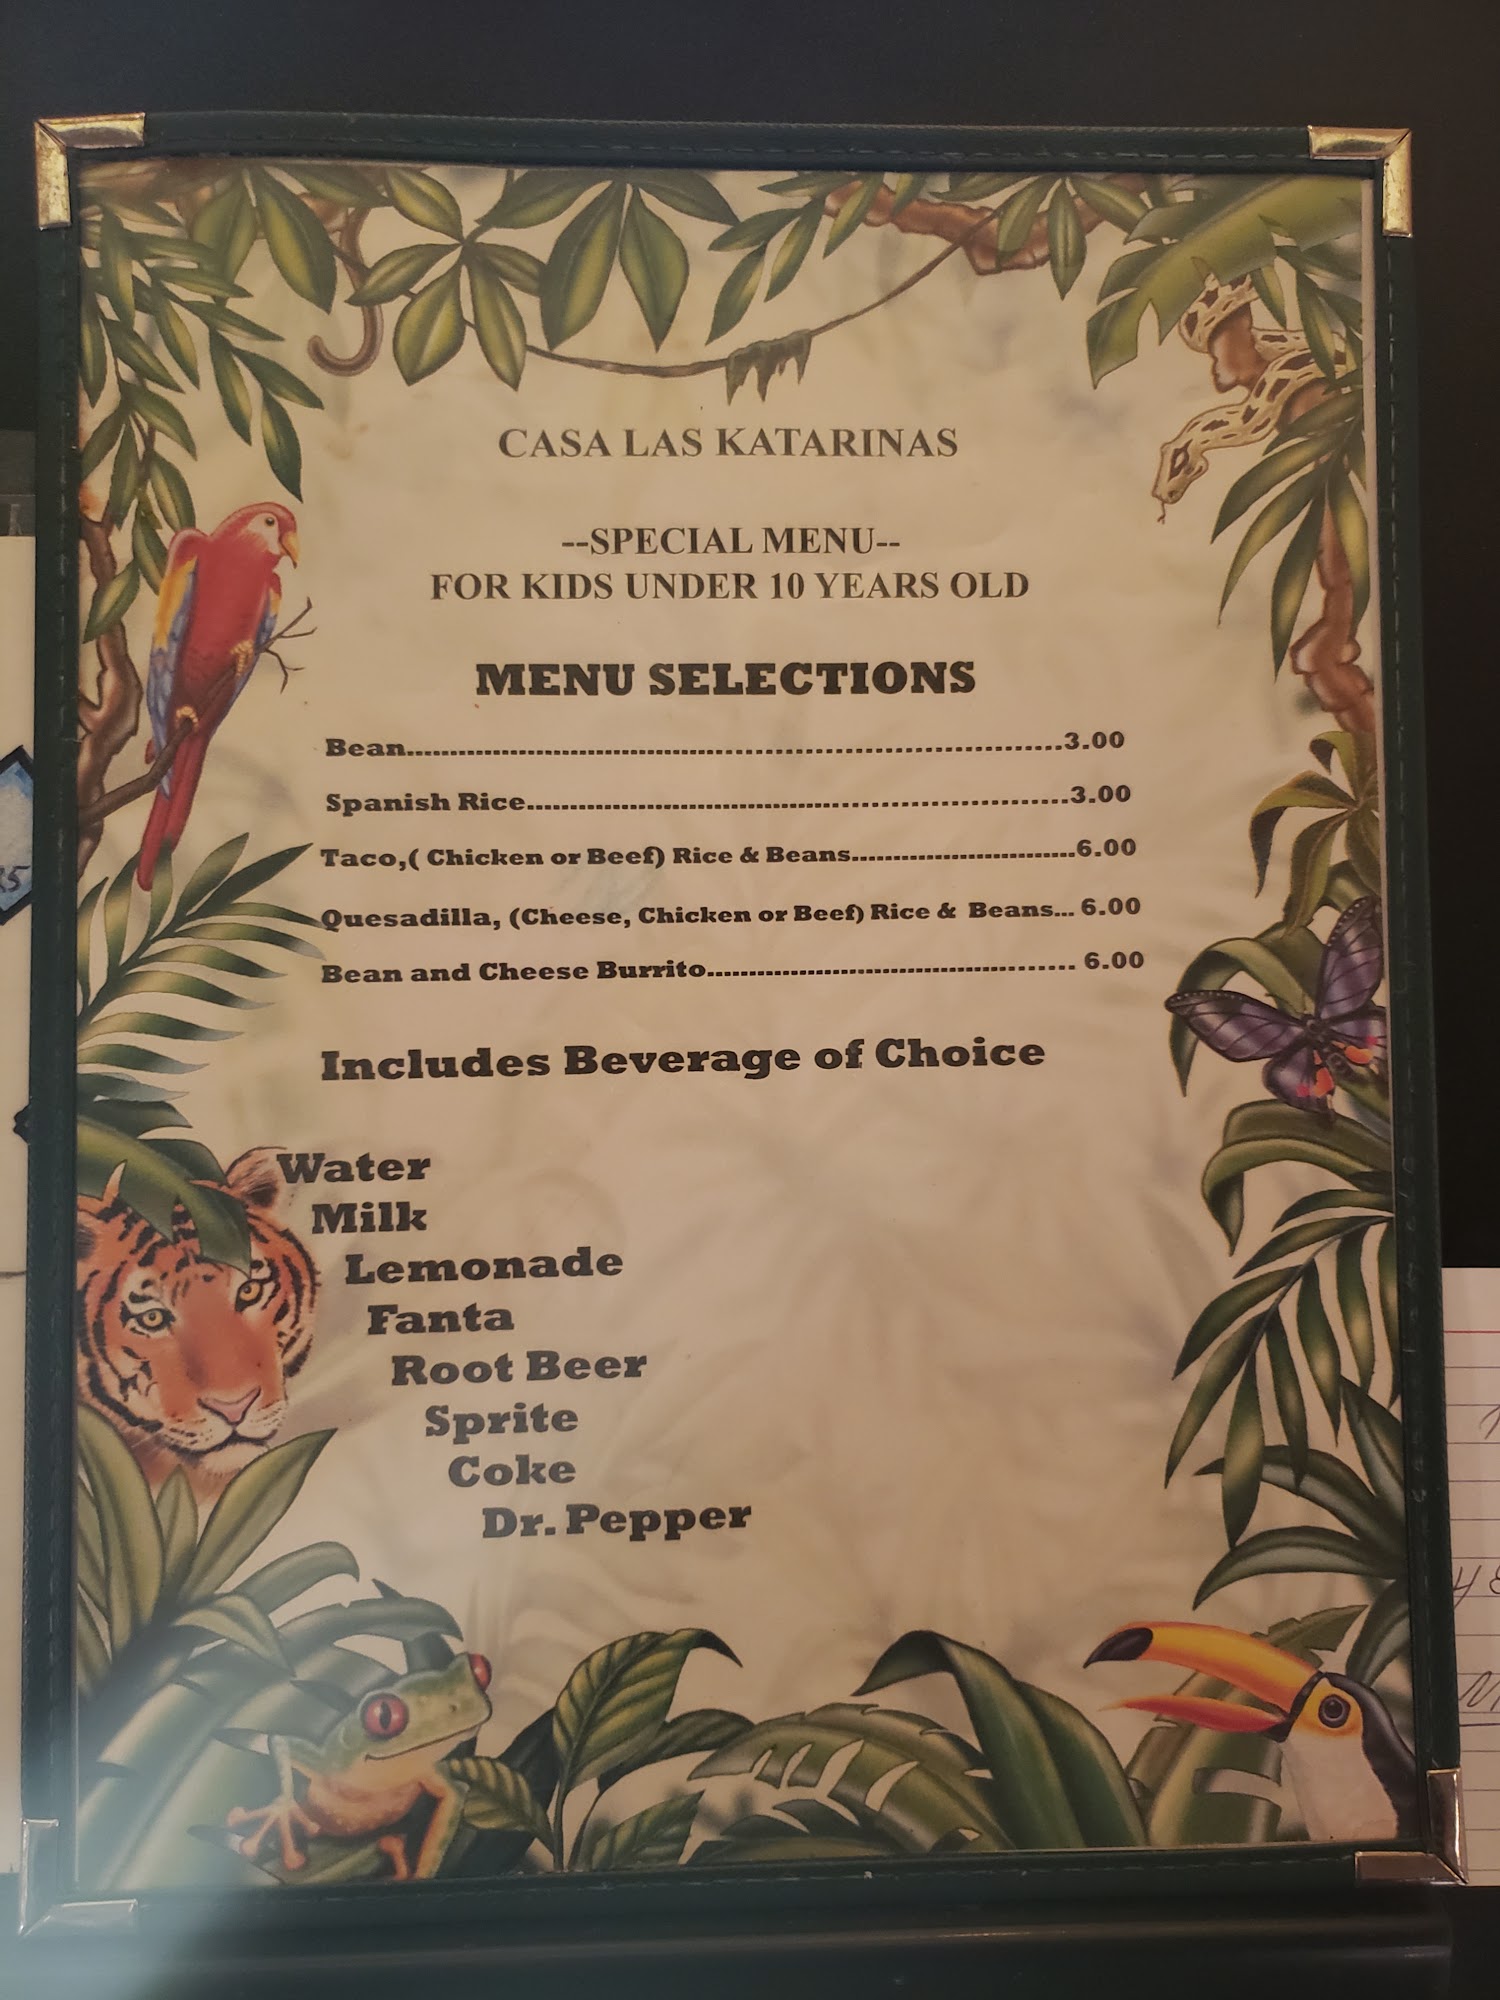 CASA LAS KATARINAS
--SPECIAL MENU--
FOR KIDS UNDER 10 YEARS OLD
MENU SELECTIONS
Bean..........................................................................3.00
Spanish Rice..............................................................3.00
Taco,( Chicken or Beef) Rice & Beans..........................6.00
Quesadilla, (Cheese, Chicken or Beef) Rice & Beans... 6.00
Bean and Cheese Burrito........................................... 6.00
Includes Beverage of Choice
Water
Milk
Lemonade
Fanta
Root Beer
Sprite
Coke
Dr. Pepper